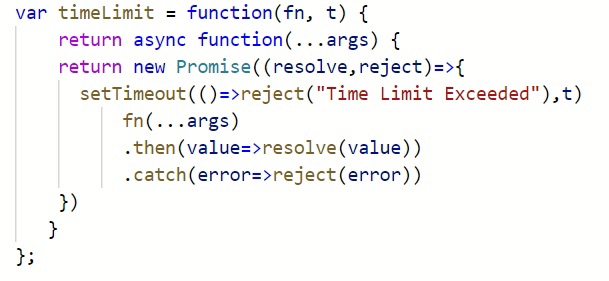 var timeLimit = function(fn, t) {
    return async function(...args) {
    return new Promise((resolve,reject)=>{
      setTimeout(()=>reject("Time Limit Exceeded"),t)
          fn(...args)
          .then(value=>resolve(value))
          .catch(error=>reject(error))
    })
   }
};